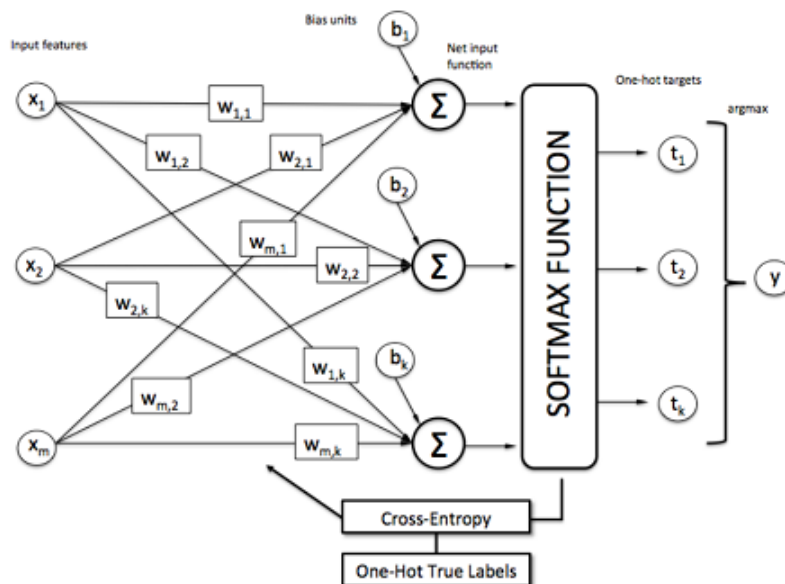 Bias units
b1
Net input
function
Input features
One-hot targets
argmax
x1
w1,1
Σ
w1,2
w2,1
t1
b2
wm,1
x2
w2,2
Σ
SOFTMAX FUNCTION
t2
y
w2,k
bk
w1,k
wm,2
t k
xm
wm,k
Σ
Cross-Entropy
One-Hot True Labels